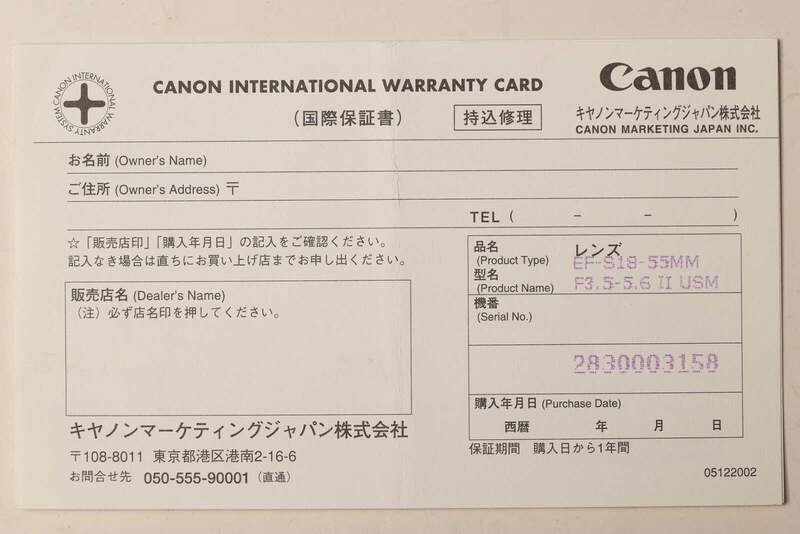 CANON INTERNATIONAL WARRANTY SYSTEM
CANON INTERNATIONAL WARRANTY CARD
Canon
(国際保証書)
持込修理
キヤノンマーケティングジャパン株式会社
CANON MARKETING JAPAN INC.
お名前 (Owner's Name)
ご住所 (Owner's Address) 〒
TEL ( － － )
☆「販売店印」「購入年月日」の記入をご確認ください。
記入なき場合は直ちにお買い上げ店までお申し出ください。
販売店名 (Dealer's Name)
(注) 必ず店名印を押してください。
品名 レンズ
(Product Type) EF-S18-55MM
型名
(Product Name) F3.5-5.6 II USM
機番
(Serial No.)
2830003158
購入年月日 (Purchase Date)
西暦 年 月 日
保証期間 購入日から1年間
キヤノンマーケティングジャパン株式会社
〒108-8011 東京都港区港南2-16-6
お問合せ先 050-555-90001 (直通)
05122002